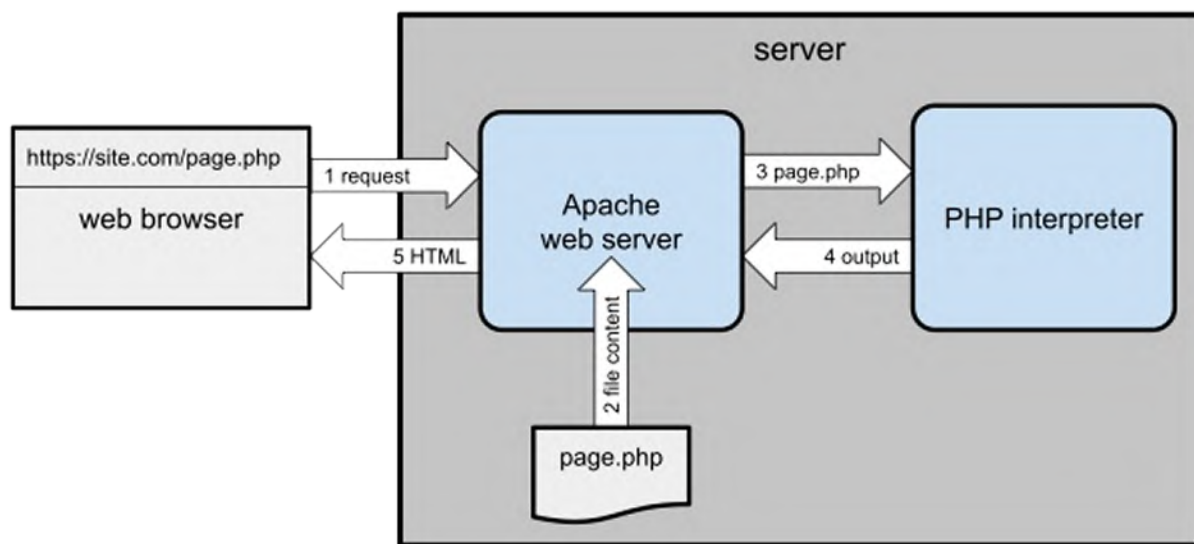 server
https://site.com/page.php
web browser
1 request
5 HTML
Apache
web server
3 page.php
4 output
PHP interpreter
2 file content
page.php